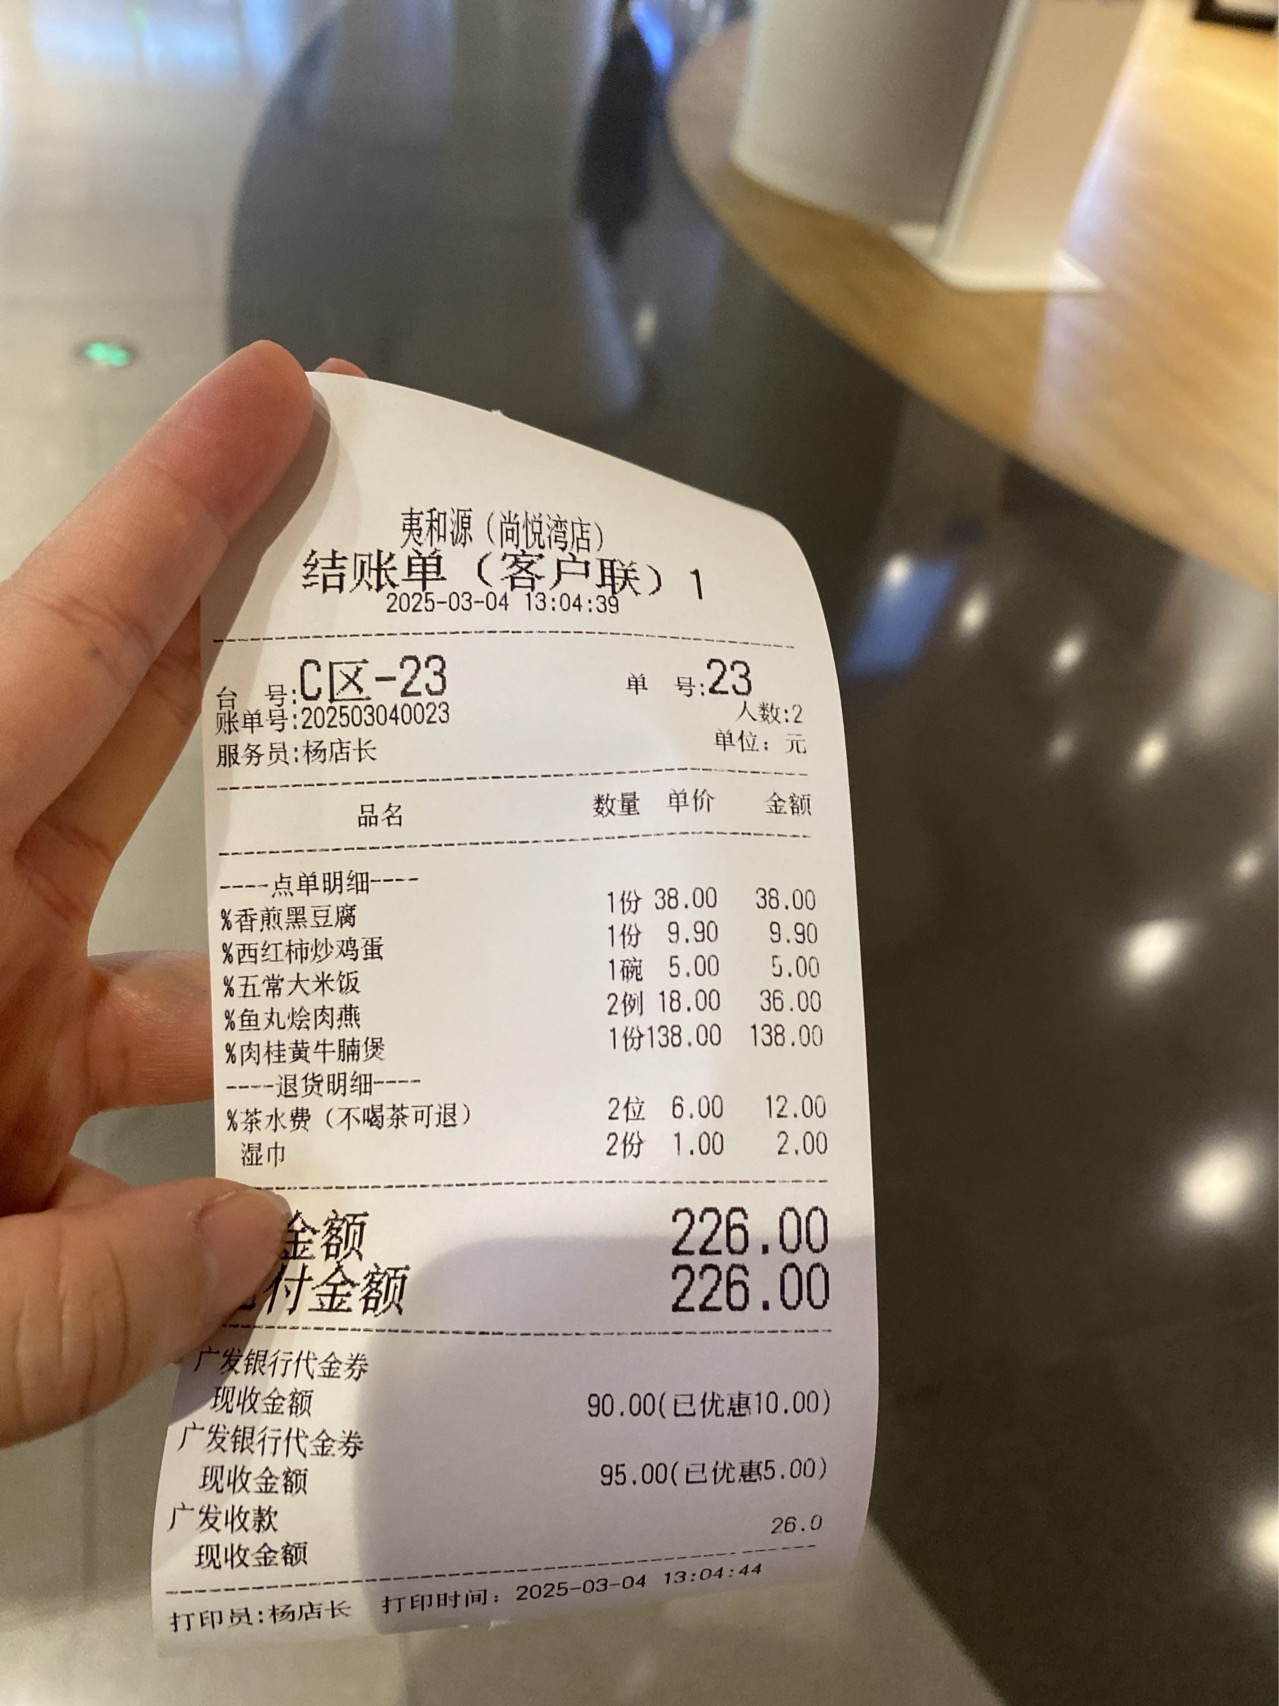 夷和源（尚悦湾店）
结账单（客户联）1
2025-03-04 13:04:39
台 号:C区-23 单 号:23
账单号:202503040023 人数:2
服务员:杨店长 单位：元
品名 数量 单价 金额
----点单明细----
%香煎黑豆腐 1份 38.00 38.00
%西红柿炒鸡蛋 1份 9.90 9.90
%五常大米饭 1碗 5.00 5.00
%鱼丸烩肉燕 2例 18.00 36.00
%肉桂黄牛腩煲 1份138.00 138.00
----退货明细----
%茶水费（不喝茶可退） 2位 6.00 12.00
湿巾 2份 1.00 2.00
金额 226.00
付金额 226.00
广发银行代金券
现收金额 90.00(已优惠10.00)
广发银行代金券
现收金额 95.00(已优惠5.00)
广发收款
现收金额 26.0
打印员:杨店长 打印时间：2025-03-04 13:04:44